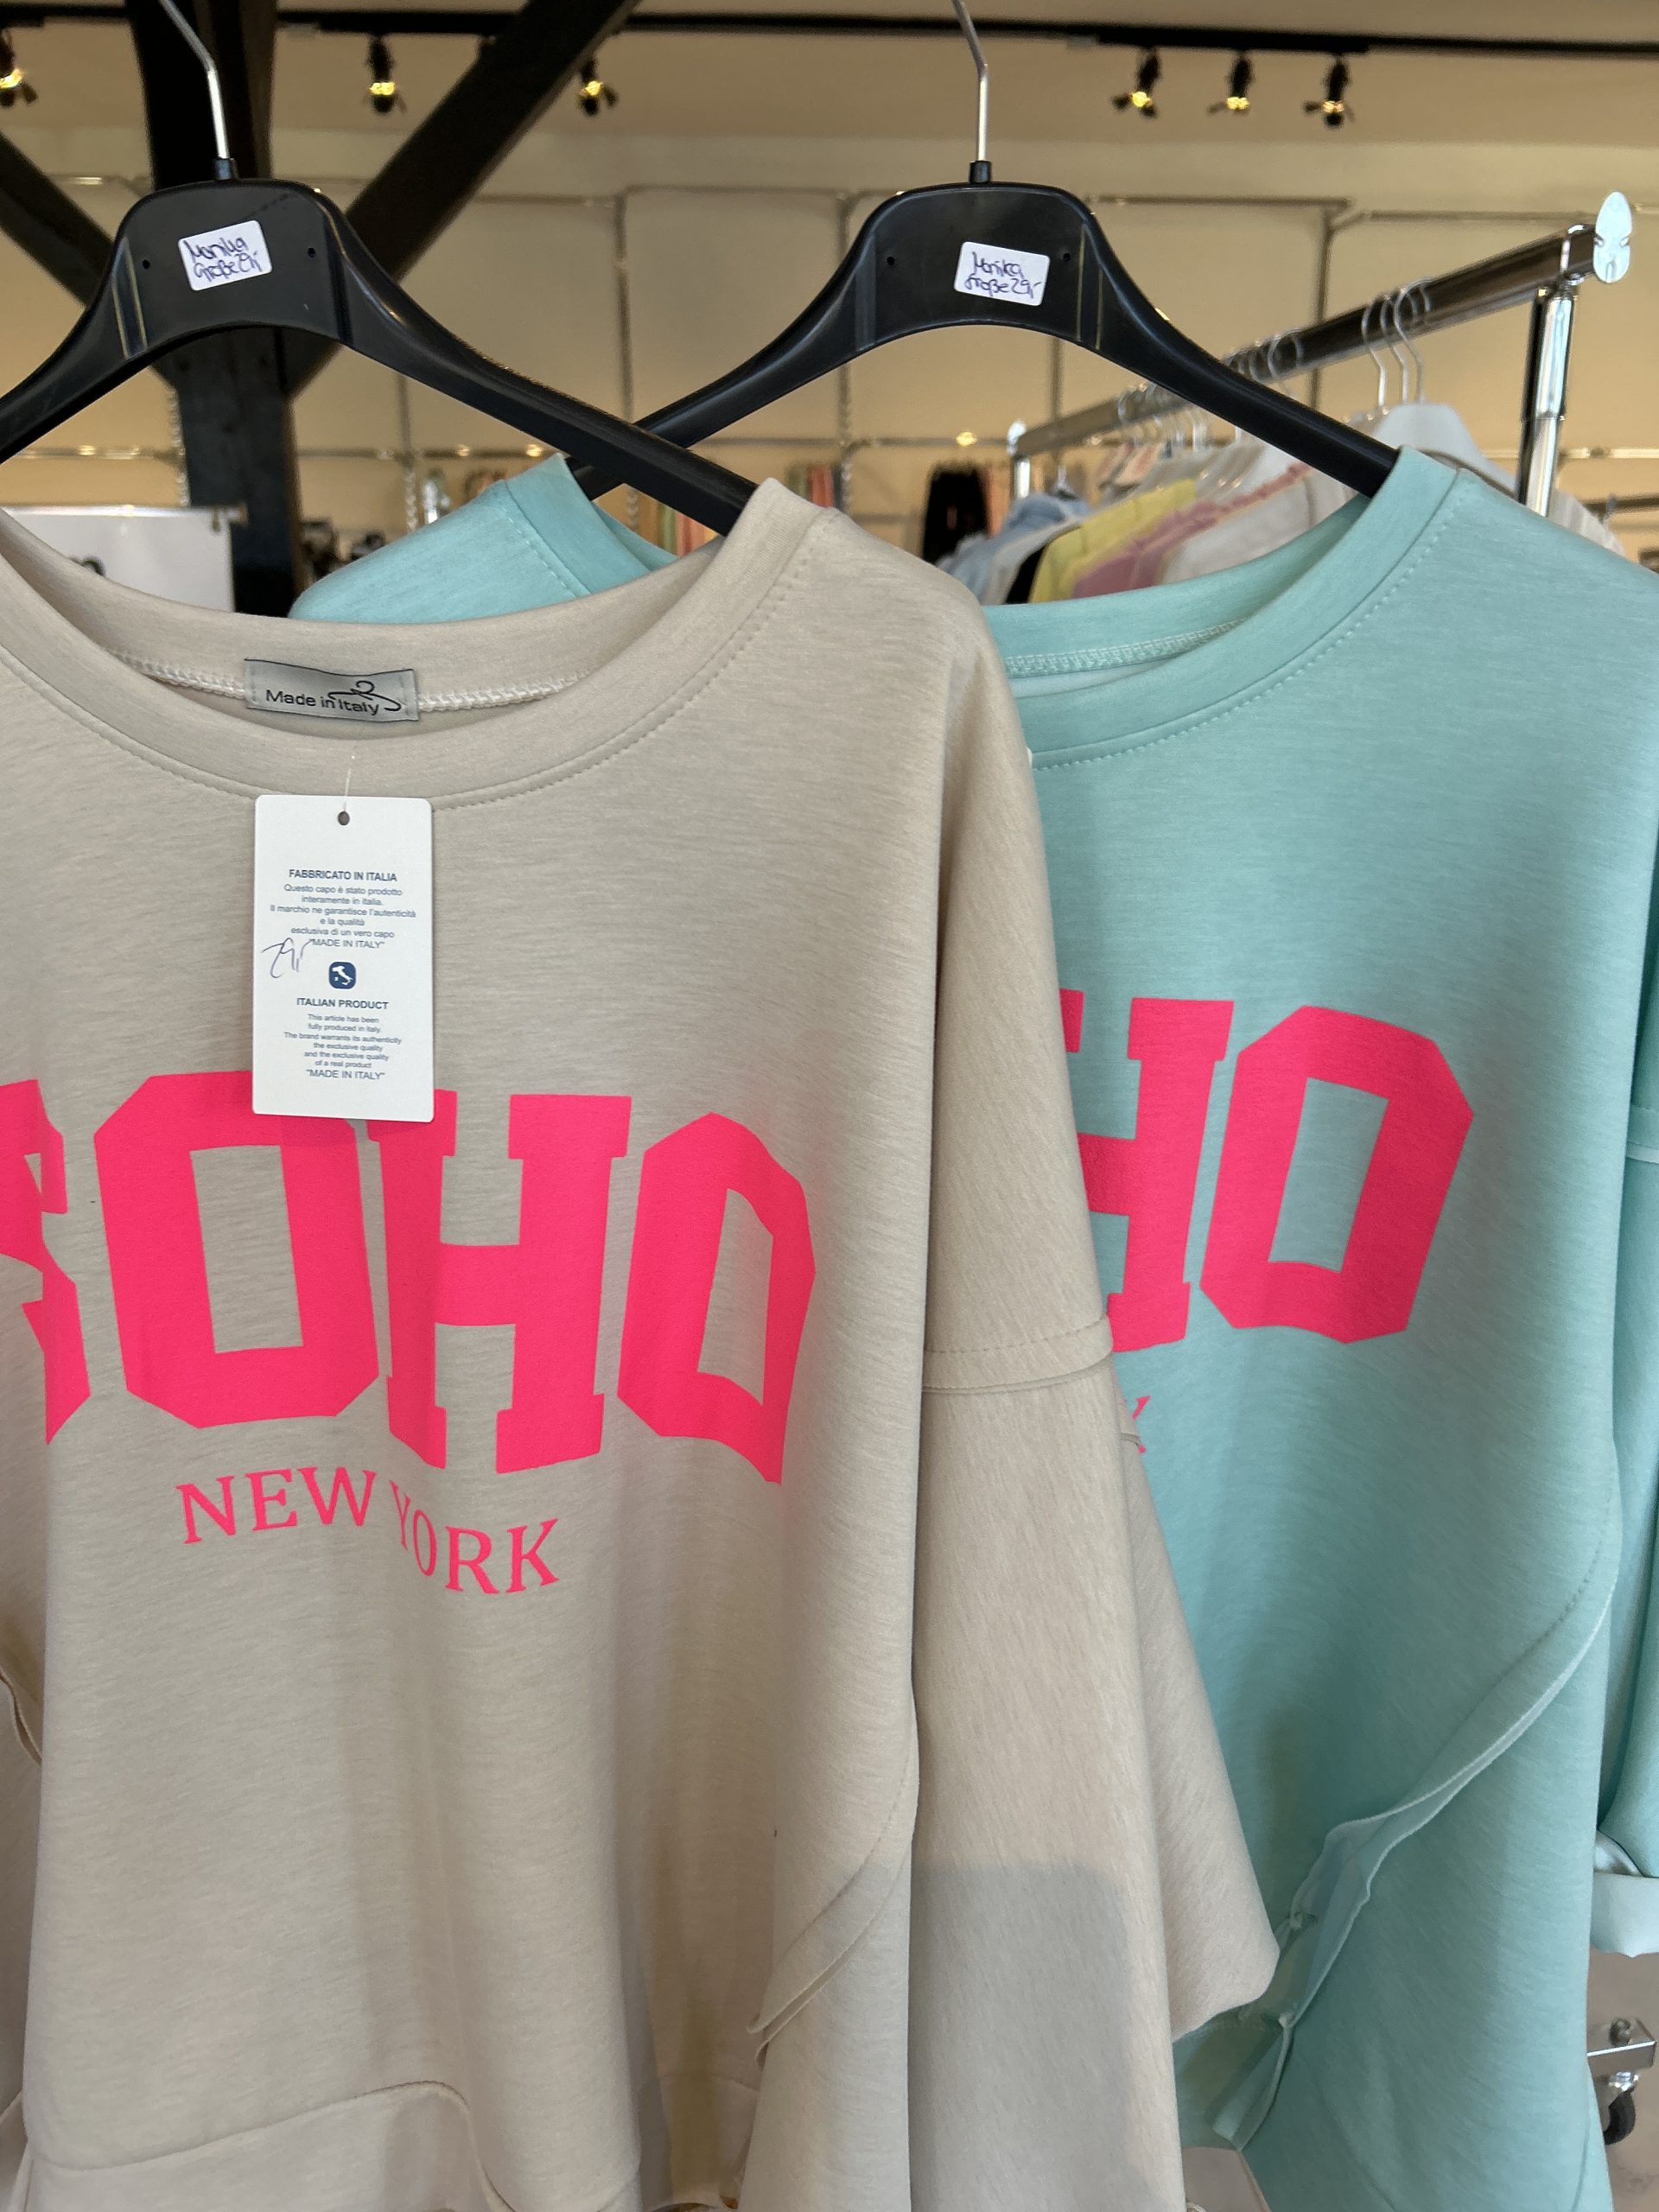 Monika
Große 29,-
Monika
Große 29,-
Made in Italy
FABBRICATO IN ITALIA
Questo capo è stato prodotto
interamente in italia.
Il marchio ne garantisce l'autenticità
e la qualità
esclusiva di un vero capo
"MADE IN ITALY"
29,-
ITALIAN PRODUCT
This article has been
fully produced in italy.
The brand warrants its authenticity
the exclusive quality
and the exclusive quality
of a real product
"MADE IN ITALY"
SOHO
NEW YORK
HO
K